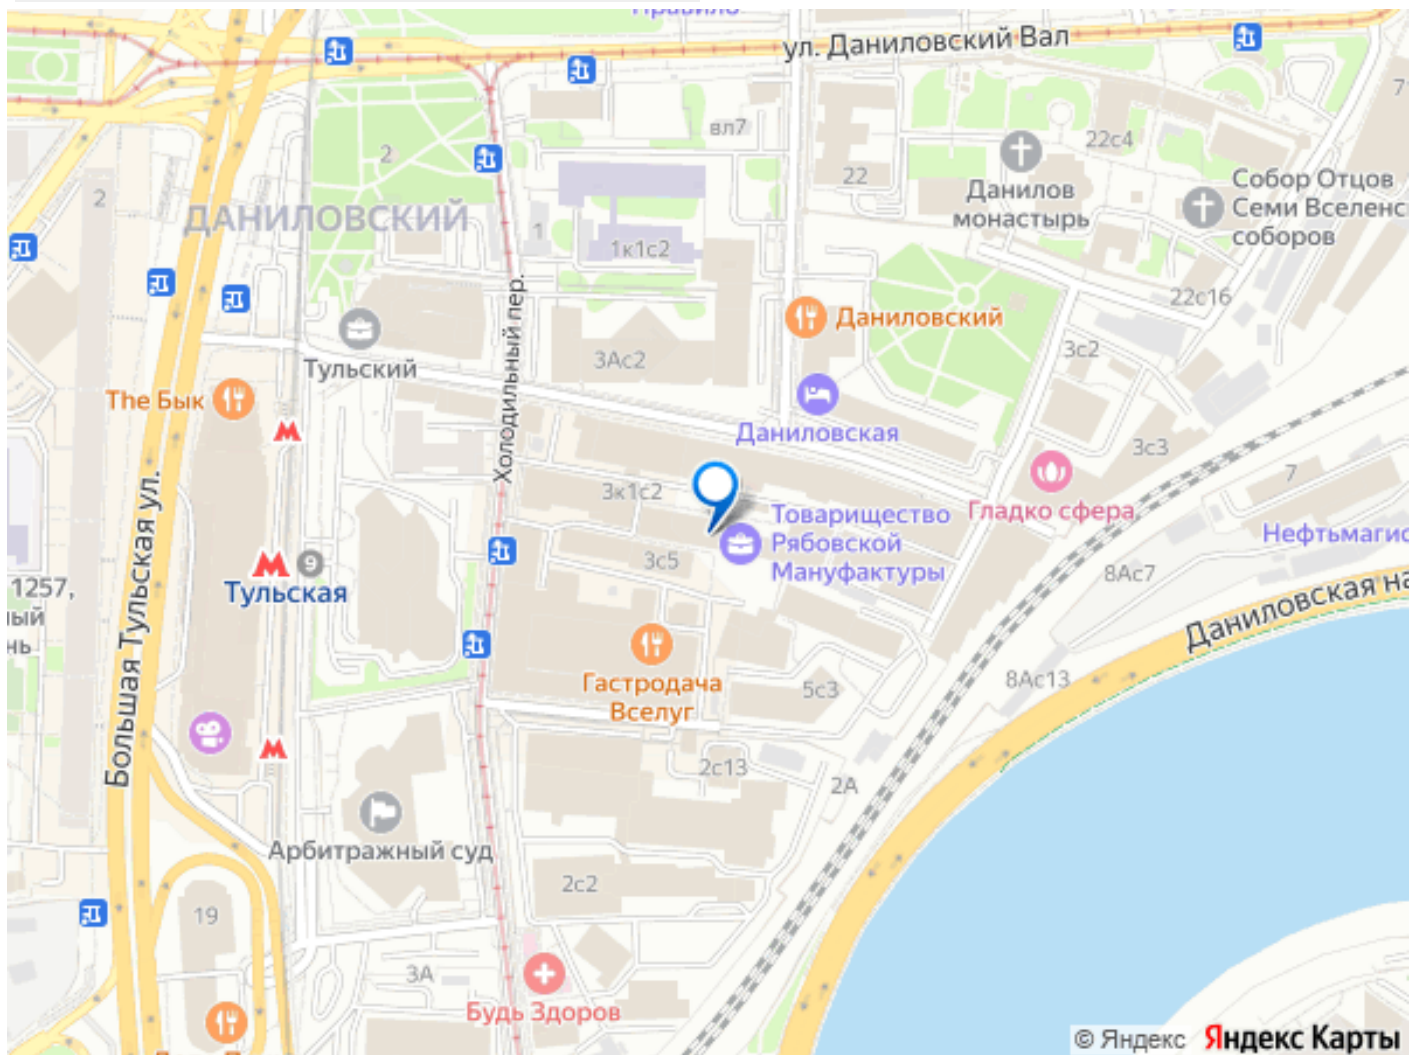 Правило
ул. Даниловский Вал
вл7
22с4
2
22
Данилов
монастырь
Собор Отцов
Семи Вселенс
соборов
2
ДАНИЛОВСКИЙ
1
1к1с2
22с16
Холодильный пер.
Даниловский
Тульский
3Ас2
3с2
The Бык
Даниловская
3с3
7
3к1с2
Гладко сфера
Товарищество
Рябовской
Мануфактуры
Нефтьмагис
3с5
9
Тульская
8Ас7
1257,
ный
нь
Большая Тульская ул.
Даниловская на
Гастродача
Вселуг
5с3
8Ас13
2с13
2А
Арбитражный суд
2с2
19
3А
Будь Здоров
© Яндекс Яндекс Карты